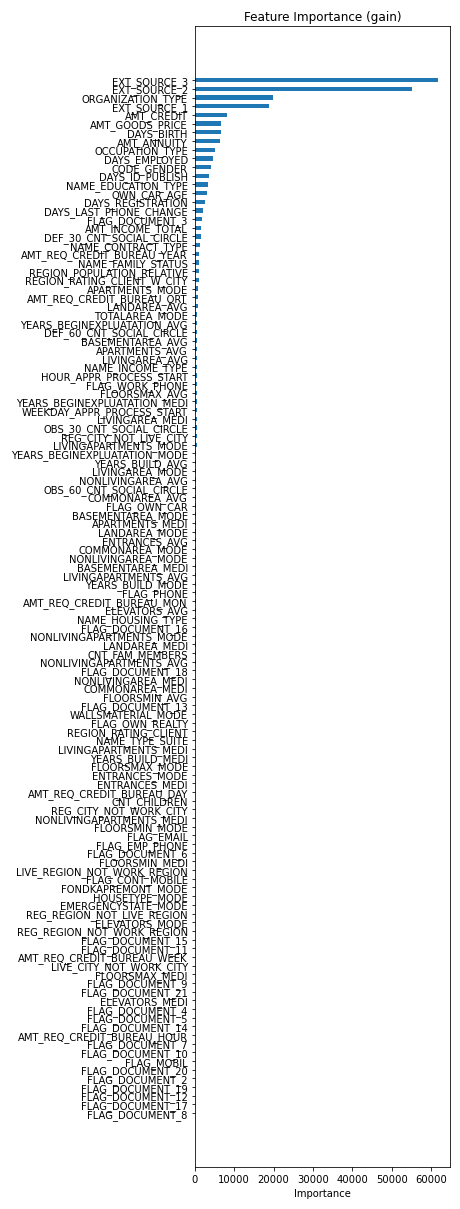 Feature Importance (gain)
EXT_SOURCE_3
EXT_SOURCE_2
ORGANIZATION_TYPE
EXT_SOURCE_1
AMT_CREDIT
AMT_GOODS_PRICE
DAYS_BIRTH
AMT_ANNUITY
OCCUPATION_TYPE
DAYS_EMPLOYED
CODE_GENDER
DAYS_ID_PUBLISH
NAME_EDUCATION_TYPE
OWN_CAR_AGE
DAYS_REGISTRATION
DAYS_LAST_PHONE_CHANGE
FLAG_DOCUMENT_3
AMT_INCOME_TOTAL
DEF_30_CNT_SOCIAL_CIRCLE
NAME_CONTRACT_TYPE
AMT_REQ_CREDIT_BUREAU_YEAR
NAME_FAMILY_STATUS
REGION_POPULATION_RELATIVE
REGION_RATING_CLIENT_W_CITY
APARTMENTS_MODE
AMT_REQ_CREDIT_BUREAU_QRT
LANDAREA_AVG
TOTALAREA_MODE
YEARS_BEGINEXPLUATATION_AVG
DEF_60_CNT_SOCIAL_CIRCLE
BASEMENTAREA_AVG
APARTMENTS_AVG
LIVINGAREA_AVG
NAME_INCOME_TYPE
HOUR_APPR_PROCESS_START
FLAG_WORK_PHONE
FLOORSMAX_AVG
YEARS_BEGINEXPLUATATION_MEDI
WEEKDAY_APPR_PROCESS_START
LIVINGAREA_MEDI
OBS_30_CNT_SOCIAL_CIRCLE
REG_CITY_NOT_LIVE_CITY
LIVINGAPARTMENTS_MODE
YEARS_BEGINEXPLUATATION_MODE
YEARS_BUILD_AVG
LIVINGAREA_MODE
NONLIVINGAREA_AVG
OBS_60_CNT_SOCIAL_CIRCLE
COMMONAREA_AVG
FLAG_OWN_CAR
BASEMENTAREA_MODE
APARTMENTS_MEDI
LANDAREA_MODE
ENTRANCES_AVG
COMMONAREA_MODE
NONLIVINGAREA_MODE
BASEMENTAREA_MEDI
LIVINGAPARTMENTS_AVG
YEARS_BUILD_MODE
FLAG_PHONE
AMT_REQ_CREDIT_BUREAU_MON
ELEVATORS_AVG
NAME_HOUSING_TYPE
FLAG_DOCUMENT_16
NONLIVINGAPARTMENTS_MODE
LANDAREA_MEDI
CNT_FAM_MEMBERS
NONLIVINGAPARTMENTS_AVG
FLAG_DOCUMENT_18
NONLIVINGAREA_MEDI
COMMONAREA_MEDI
FLOORSMIN_AVG
FLAG_DOCUMENT_13
WALLSMATERIAL_MODE
FLAG_OWN_REALTY
REGION_RATING_CLIENT
NAME_TYPE_SUITE
LIVINGAPARTMENTS_MEDI
YEARS_BUILD_MEDI
FLOORSMAX_MODE
ENTRANCES_MODE
ENTRANCES_MEDI
AMT_REQ_CREDIT_BUREAU_DAY
CNT_CHILDREN
REG_CITY_NOT_WORK_CITY
NONLIVINGAPARTMENTS_MEDI
FLOORSMIN_MODE
FLAG_EMAIL
FLAG_EMP_PHONE
FLAG_DOCUMENT_6
FLOORSMIN_MEDI
LIVE_REGION_NOT_WORK_REGION
FLAG_CONT_MOBILE
FONDKAPREMONT_MODE
HOUSETYPE_MODE
EMERGENCYSTATE_MODE
REG_REGION_NOT_LIVE_REGION
ELEVATORS_MODE
REG_REGION_NOT_WORK_REGION
FLAG_DOCUMENT_15
FLAG_DOCUMENT_11
AMT_REQ_CREDIT_BUREAU_WEEK
LIVE_CITY_NOT_WORK_CITY
FLOORSMAX_MEDI
FLAG_DOCUMENT_9
FLAG_DOCUMENT_21
ELEVATORS_MEDI
FLAG_DOCUMENT_4
FLAG_DOCUMENT_5
FLAG_DOCUMENT_14
AMT_REQ_CREDIT_BUREAU_HOUR
FLAG_DOCUMENT_7
FLAG_DOCUMENT_10
FLAG_MOBIL
FLAG_DOCUMENT_20
FLAG_DOCUMENT_2
FLAG_DOCUMENT_19
FLAG_DOCUMENT_12
FLAG_DOCUMENT_17
FLAG_DOCUMENT_8
0 10000 20000 30000 40000 50000 60000
Importance